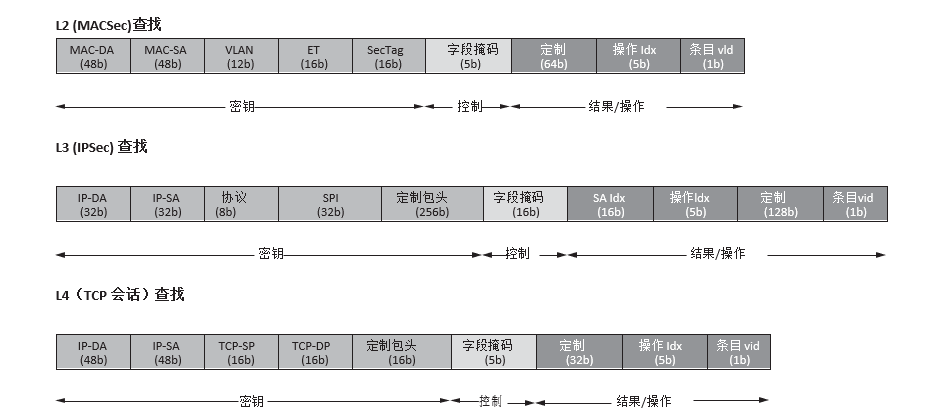 L2 (MACSec)查找
MAC-DA MAC-SA VLAN ET SecTag 字段掩码 定制 操作 Idx 条目 vld
(48b) (48b) (12b) (16b) (16b) (5b) (64b) (5b) (1b)
密钥 控制 结果/操作
L3 (IPSec) 查找
IP-DA IP-SA 协议 SPI 定制包头 字段掩码 SA Idx 操作Idx 定制 条目vid
(32b) (32b) (8b) (32b) (256b) (16b) (16b) (5b) (128b) (1b)
密钥 控制 结果/操作
L4（TCP 会话）查找
IP-DA IP-SA TCP-SP TCP-DP 定制包头 字段掩码 定制 操作 Idx 条目 vid
(48b) (48b) (16b) (16b) (16b) (5b) (32b) (5b) (1b)
密钥 控制 结果/操作